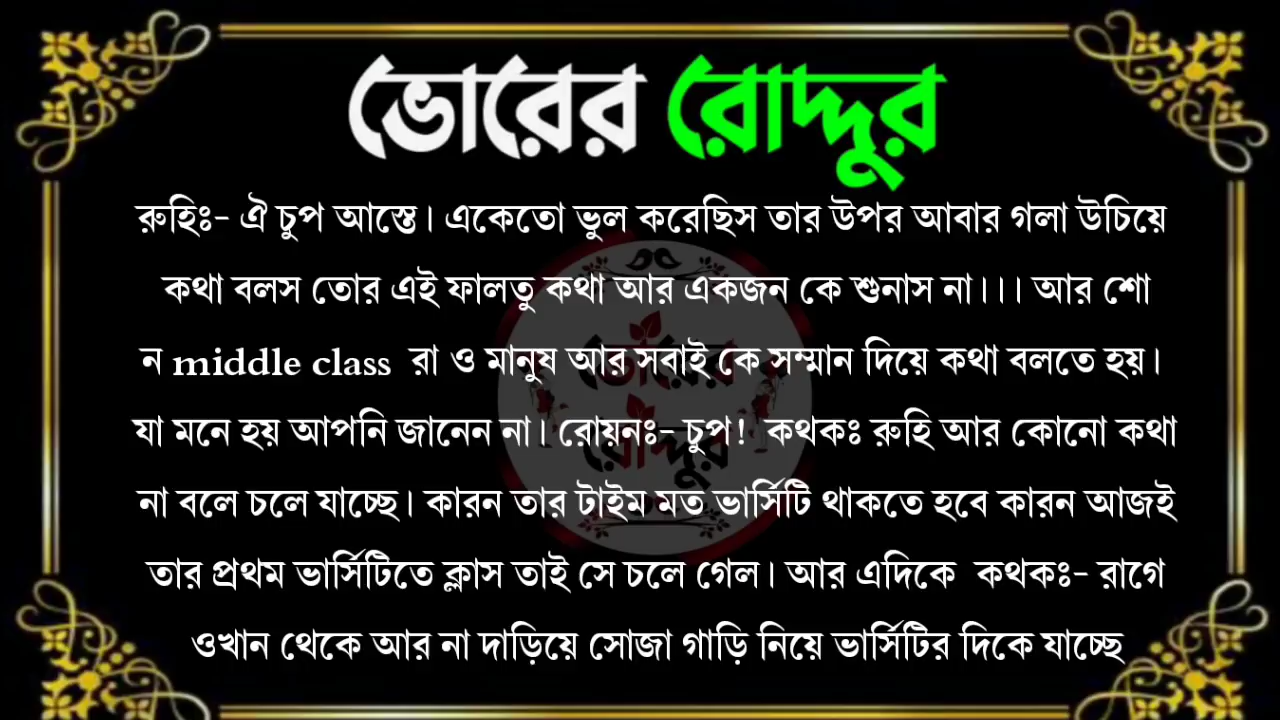 ভোরের রোদ্দুর
রুহিঃ- ঐ চুপ আস্তে। একেতো ভুল করেছিস তার উপর আবার গলা উচিয়ে
কথা বলস তোর এই ফালতু কথা আর একজন কে শুনাস না।।। আর শো
ন middle class রা ও মানুষ আর সবাই কে সম্মান দিয়ে কথা বলতে হয়।
যা মনে হয় আপনি জানেন না। রোয়নঃ- চুপ! কথকঃ রুহি আর কোনো কথা
না বলে চলে যাচ্ছে। কারন তার টাইম মত ভার্সিটি থাকতে হবে কারন আজই
তার প্রথম ভার্সিটিতে ক্লাস তাই সে চলে গেল। আর এদিকে কথকঃ- রাগে
ওখান থেকে আর না দাড়িয়ে সোজা গাড়ি নিয়ে ভার্সিটির দিকে যাচ্ছে
ভোরের
রোদ্দুর